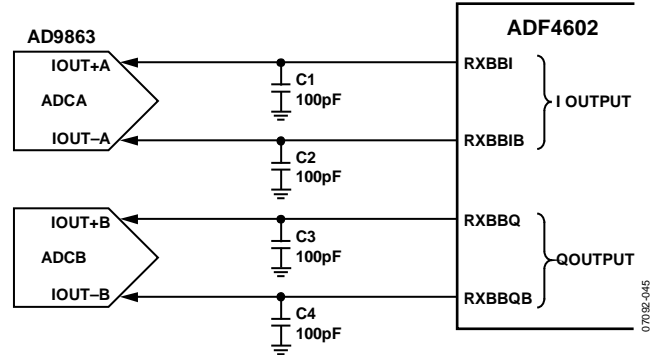 AD9863
ADF4602
IOUT+A
ADCA
IOUT–A
C1
100pF
RXBBI
I OUTPUT
C2
100pF
RXBBIB
IOUT+B
ADCB
IOUT–B
C3
100pF
RXBBQ
QOUTPUT
C4
100pF
RXBBQB
07092-045